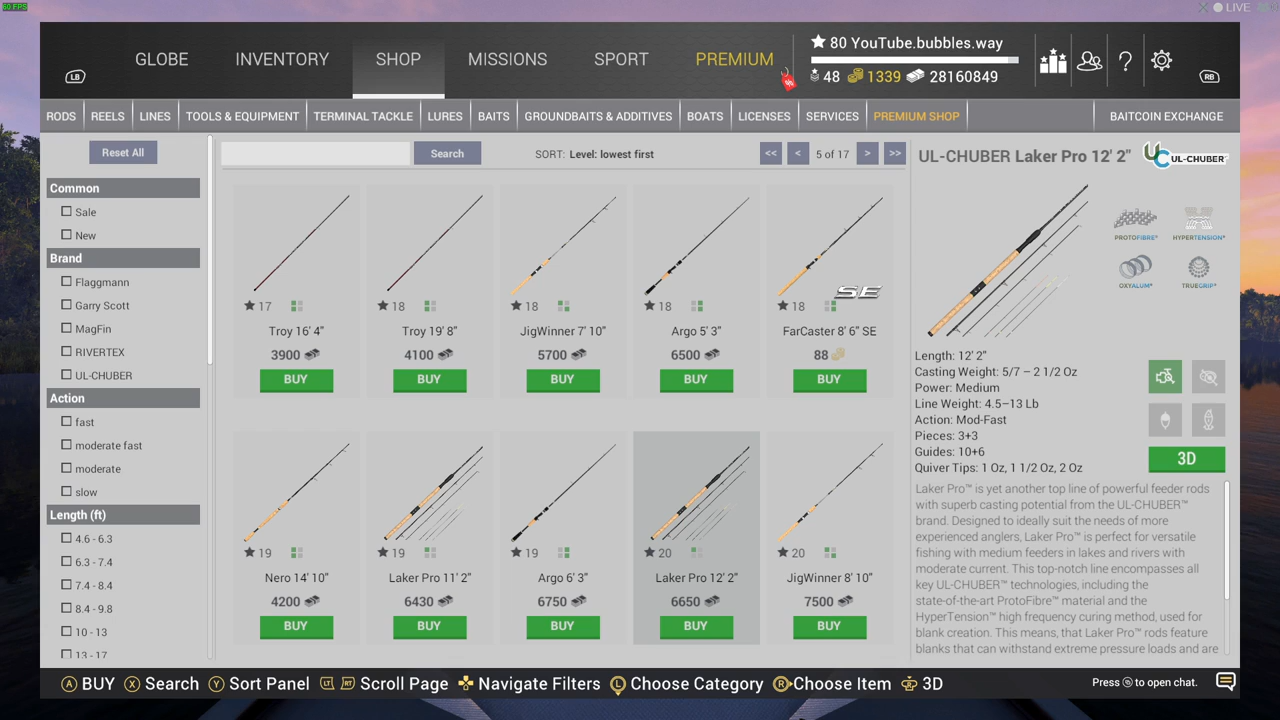 60 FPS
LIVE
GLOBE INVENTORY SHOP MISSIONS SPORT PREMIUM
80 YouTube.bubbles.way
48 1339 28160849
LB
RB
RODS REELS LINES TOOLS & EQUIPMENT TERMINAL TACKLE LURES BAITS GROUNDBAITS & ADDITIVES BOATS LICENSES SERVICES PREMIUM SHOP BAITCOIN EXCHANGE
Reset All
Common
Sale
New
Brand
Flaggmann
Garry Scott
MagFin
RIVERTEX
UL-CHUBER
Action
fast
moderate fast
moderate
slow
Length (ft)
4.6 - 6.3
6.3 - 7.4
7.4 - 8.4
8.4 - 9.8
10 - 13
13 - 17
Search SORT: Level: lowest first << < 5 of 17 > >>
17 18 18 18 SE 18
Troy 16' 4" Troy 19' 8" JigWinner 7' 10" Argo 5' 3" FarCaster 8' 6" SE
3900 4100 5700 6500 88
BUY BUY BUY BUY BUY
19 19 19 20 20
Nero 14' 10" Laker Pro 11' 2" Argo 6' 3" Laker Pro 12' 2" JigWinner 8' 10"
4200 6430 6750 6650 7500
BUY BUY BUY BUY BUY
UL-CHUBER Laker Pro 12' 2" UL-CHUBER
PROTOFIBRE® HYPERTENSION®
OXYALUM® TRUEGRIP®
Length: 12' 2"
Casting Weight: 5/7 – 2 1/2 Oz
Power: Medium
Line Weight: 4.5–13 Lb
Action: Mod-Fast
Pieces: 3+3
Guides: 10+6
Quiver Tips: 1 Oz, 1 1/2 Oz, 2 Oz
3D
Laker Pro™ is yet another top line of powerful feeder rods
with superb casting potential from the UL-CHUBER™
brand. Designed to ideally suit the needs of more
experienced anglers, Laker Pro™ is perfect for versatile
fishing with medium feeders in lakes and rivers with
moderate current. This top-notch line encompasses all
key UL-CHUBER™ technologies, including the
state-of-the-art ProtoFibre™ material and the
HyperTension™ high frequency curing method, used for
blank creation. This means, that Laker Pro™ rods feature
blanks that can withstand extreme pressure loads and are
A BUY X Search Y Sort Panel LT RT Scroll Page Navigate Filters L Choose Category R Choose Item 3D
Press to open chat.